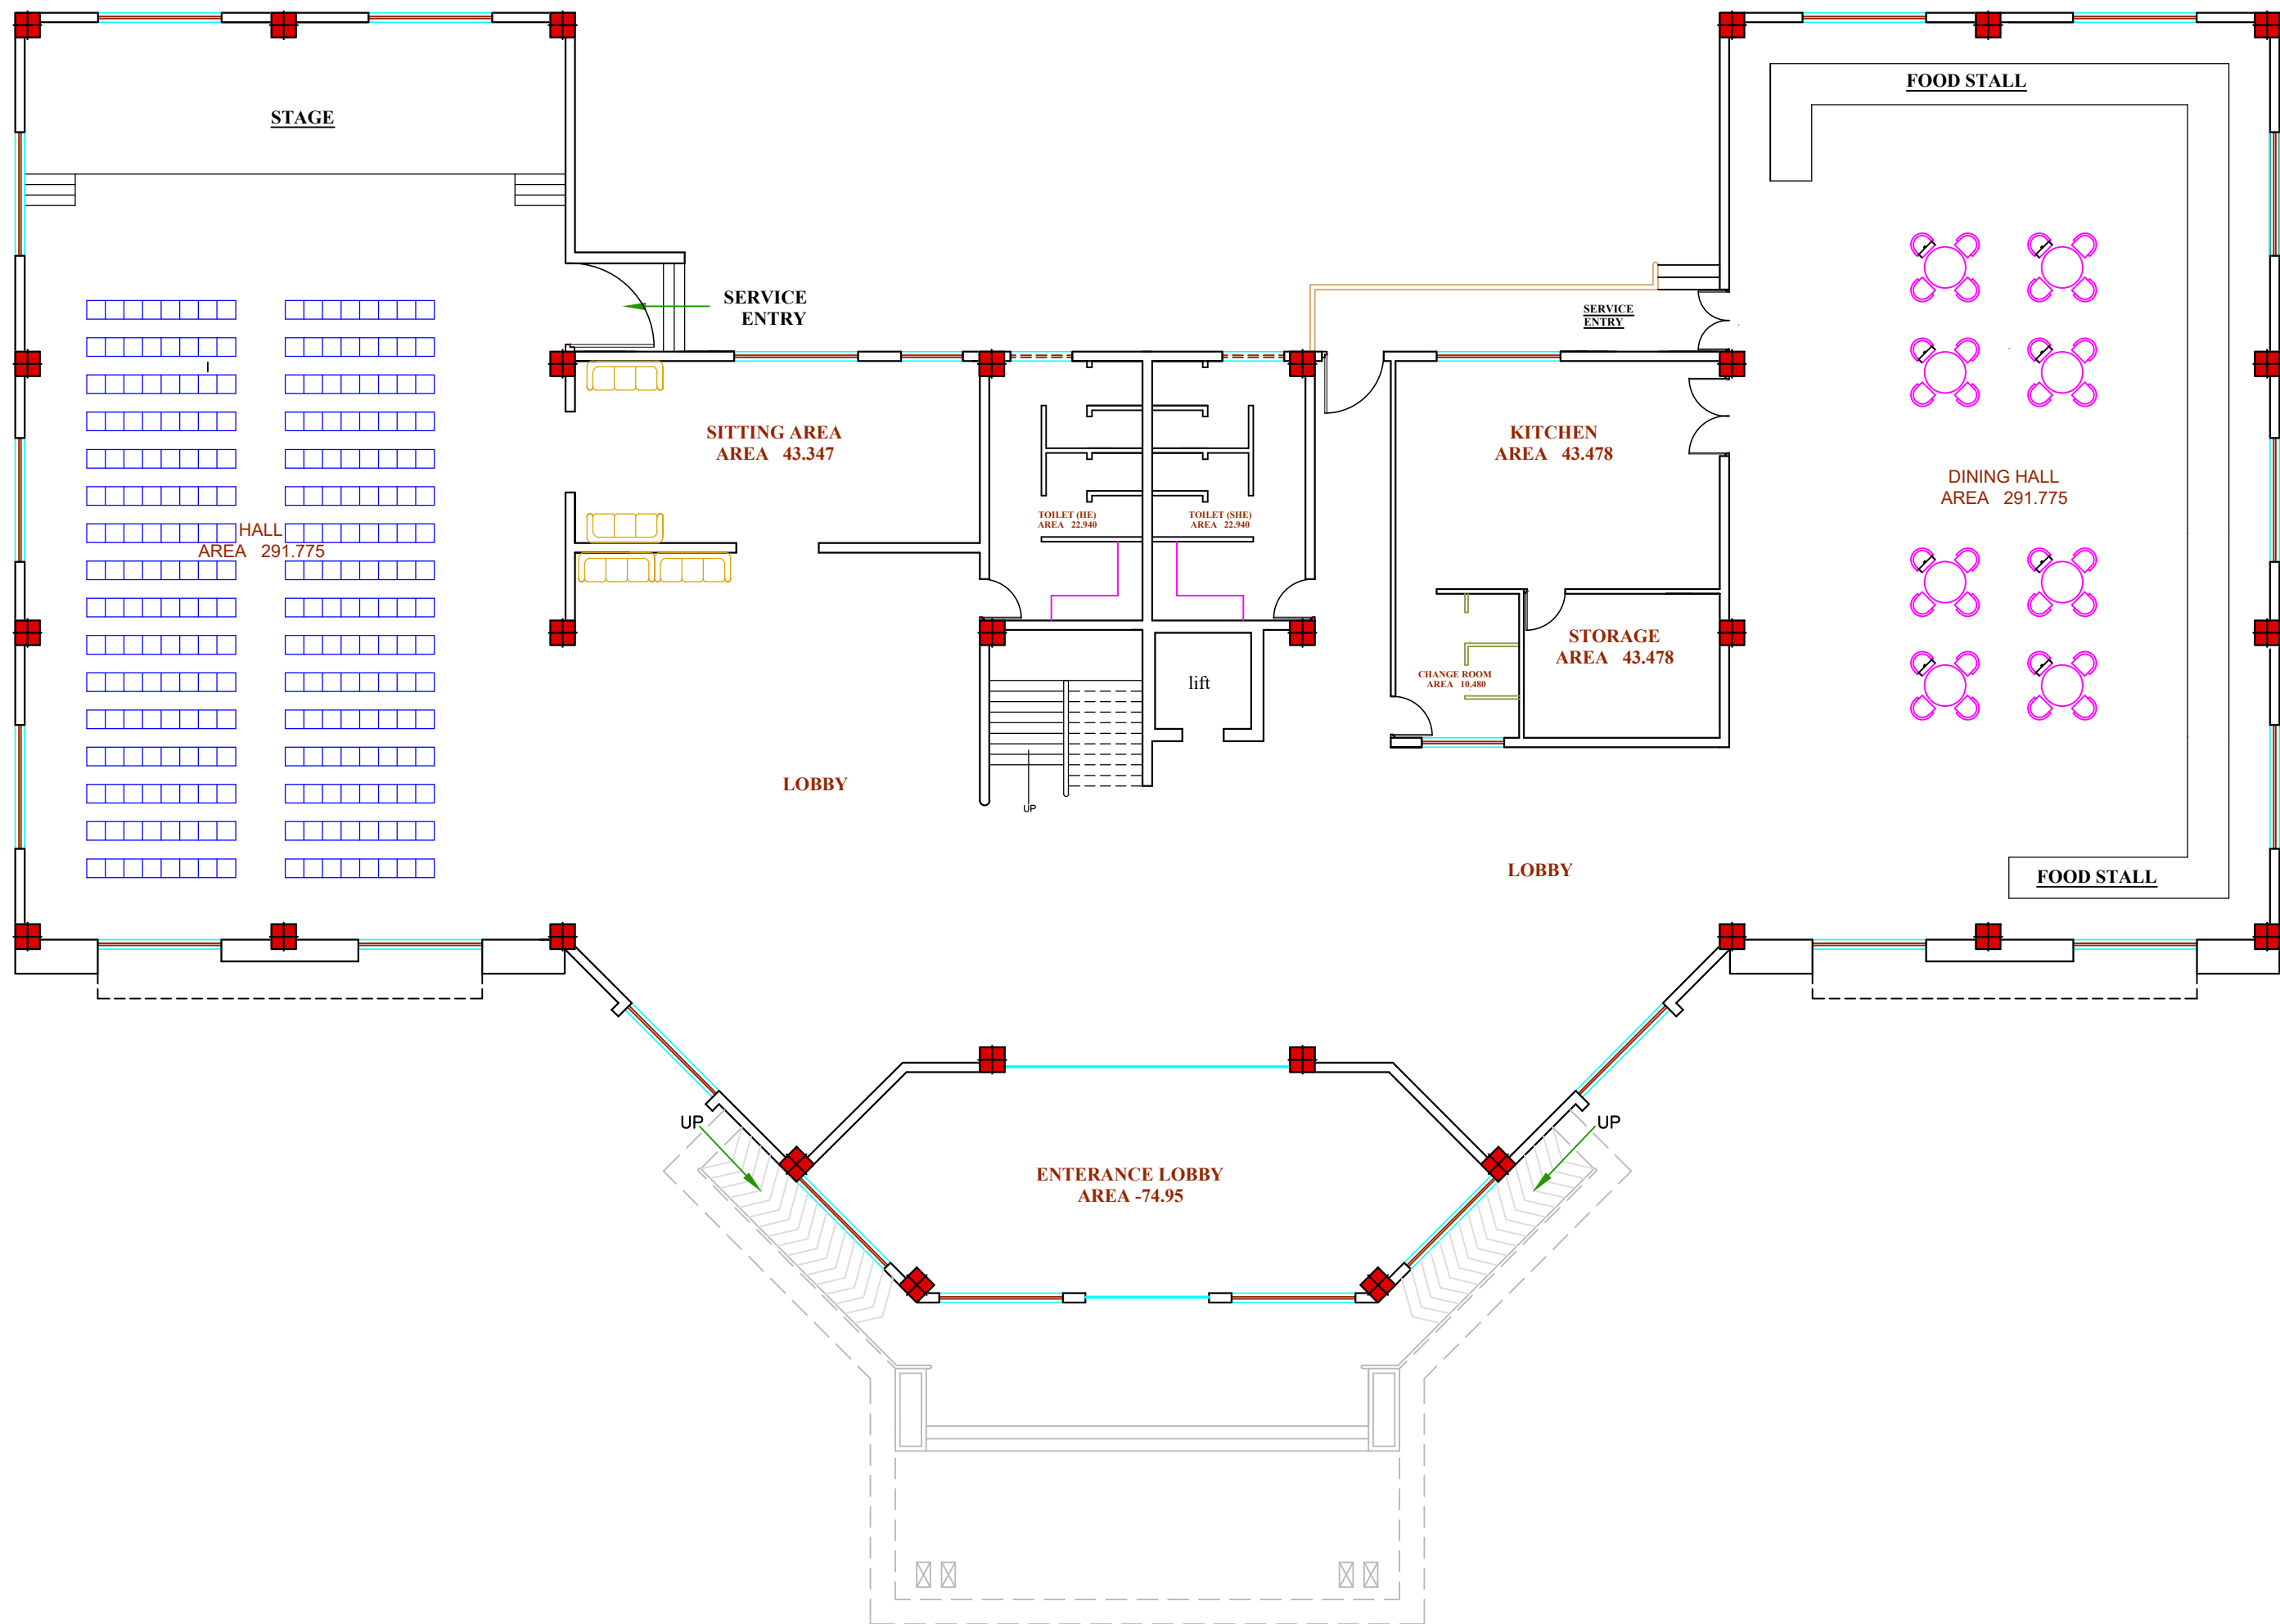 STAGE
FOOD STALL
SERVICE
ENTRY
SERVICE
ENTRY
SITTING AREA
AREA 43.347
KITCHEN
AREA 43.478
DINING HALL
AREA 291.775
TOILET (HE)
AREA 22.940
TOILET (SHE)
AREA 22.940
HALL
AREA 291.775
STORAGE
AREA 43.478
CHANGE ROOM
AREA 10.480
lift
LOBBY
UP
LOBBY
FOOD STALL
UP
UP
ENTERANCE LOBBY
AREA -74.95